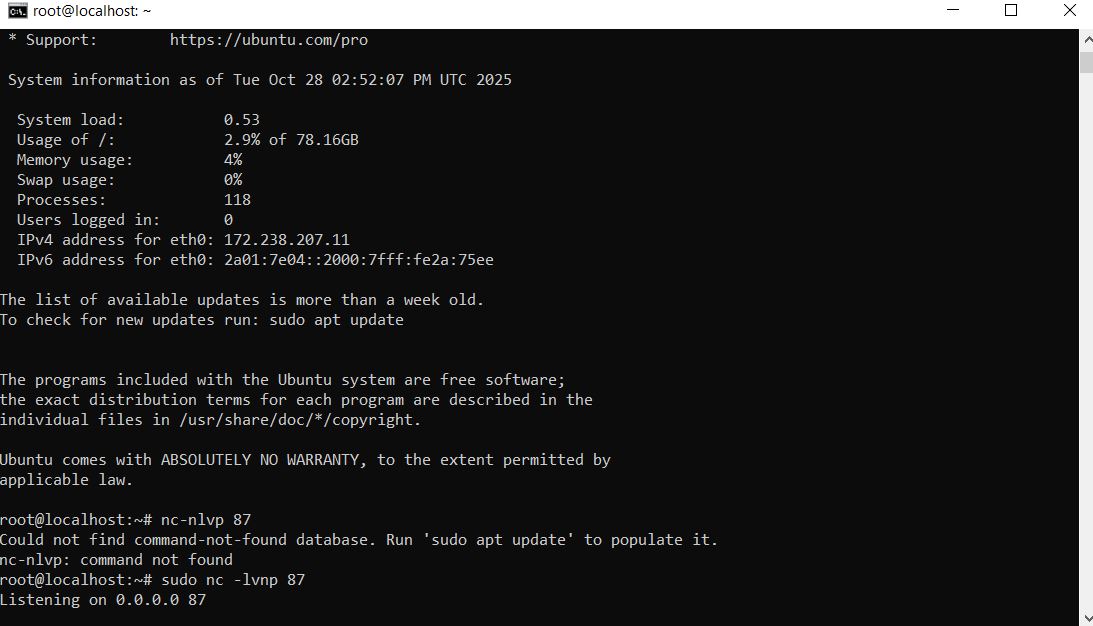 root@localhost: ~
* Support:        https://ubuntu.com/pro
System information as of Tue Oct 28 02:52:07 PM UTC 2025
System load:           0.53
Usage of /:            2.9% of 78.16GB
Memory usage:          4%
Swap usage:            0%
Processes:             118
Users logged in:       0
IPv4 address for eth0: 172.238.207.11
IPv6 address for eth0: 2a01:7e04::2000:7fff:fe2a:75ee
The list of available updates is more than a week old.
To check for new updates run: sudo apt update
The programs included with the Ubuntu system are free software;
the exact distribution terms for each program are described in the
individual files in /usr/share/doc/*/copyright.
Ubuntu comes with ABSOLUTELY NO WARRANTY, to the extent permitted by
applicable law.
root@localhost:~# nc-nlvp 87
Could not find command-not-found database. Run 'sudo apt update' to populate it.
nc-nlvp: command not found
root@localhost:~# sudo nc -lvnp 87
Listening on 0.0.0.0 87